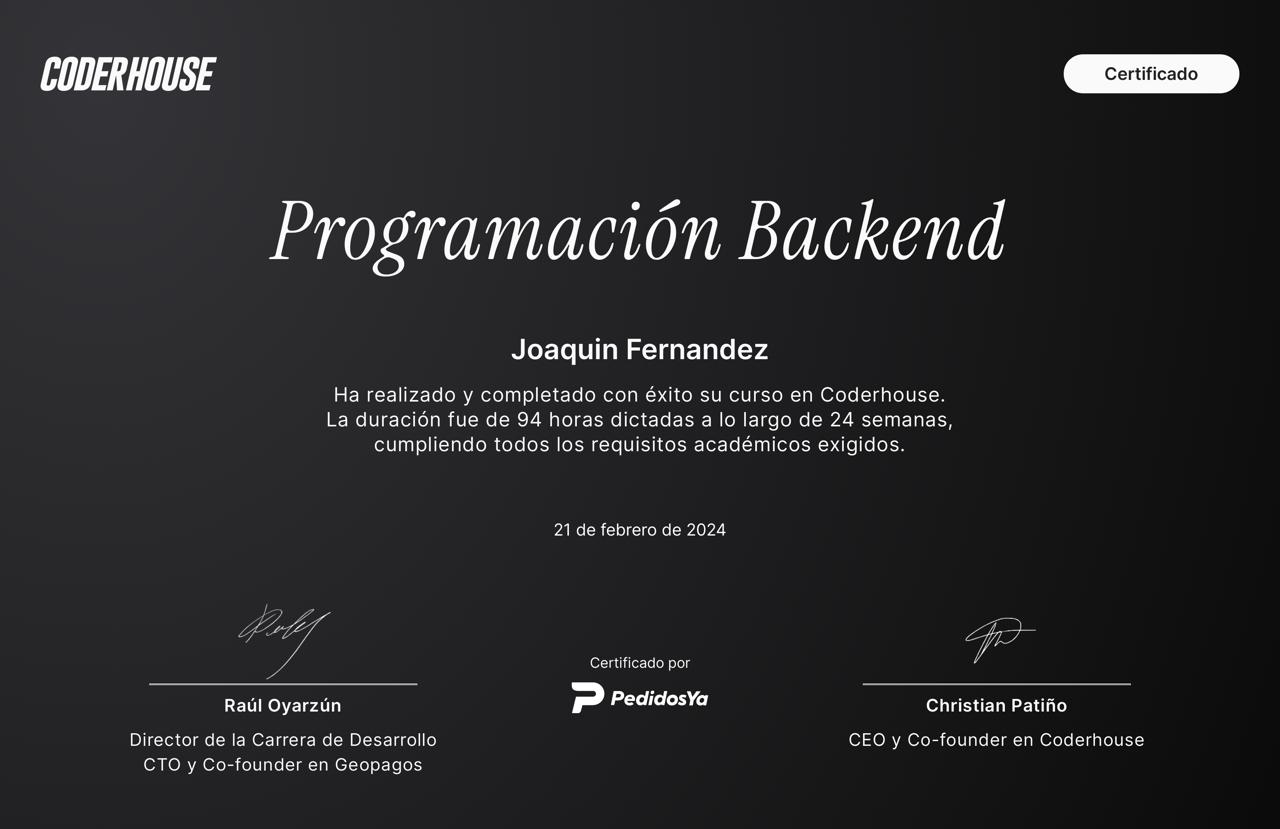 CODERHOUSE
Certificado
Programación Backend
Joaquin Fernandez
Ha realizado y completado con éxito su curso en Coderhouse.
La duración fue de 94 horas dictadas a lo largo de 24 semanas,
cumpliendo todos los requisitos académicos exigidos.
21 de febrero de 2024
Raúl Oyarzún
Director de la Carrera de Desarrollo
CTO y Co-founder en Geopagos
Certificado por
PedidosYa
Christian Patiño
CEO y Co-founder en Coderhouse